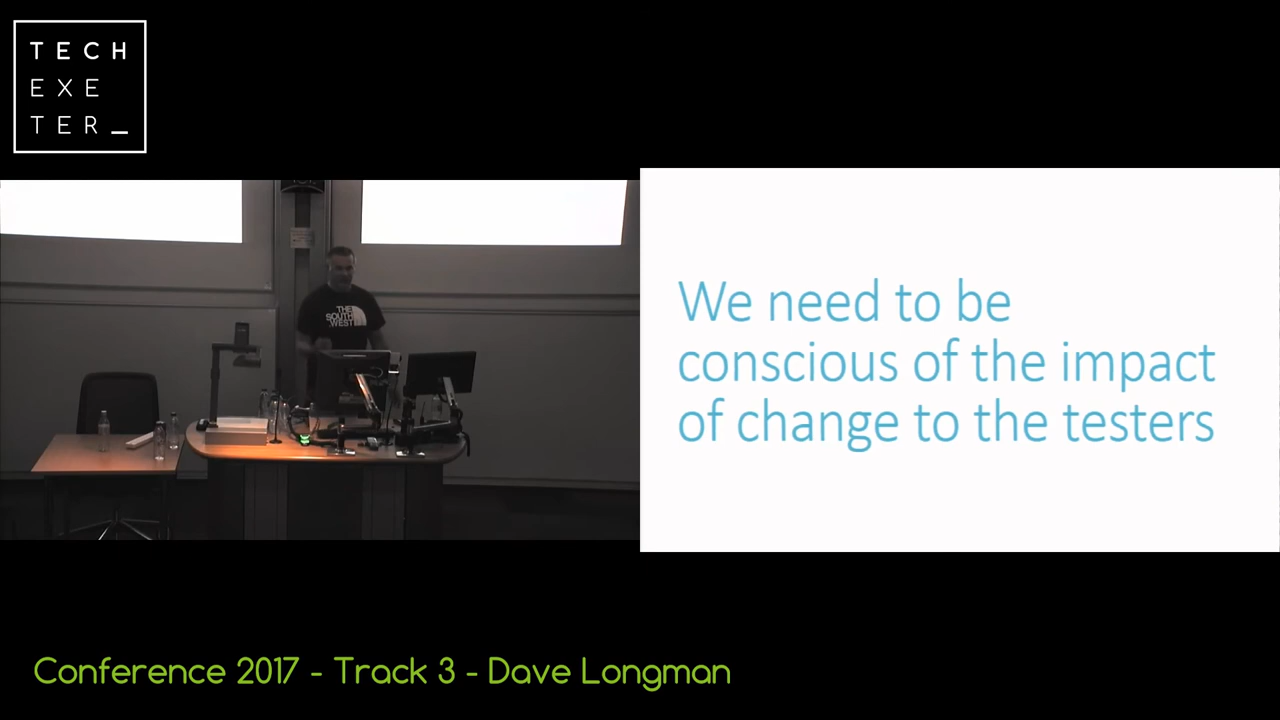 TECH
EXE
TER_
THE
SOUTH
WEST
We need to be
conscious of the impact
of change to the testers
Conference 2017 - Track 3 - Dave Longman